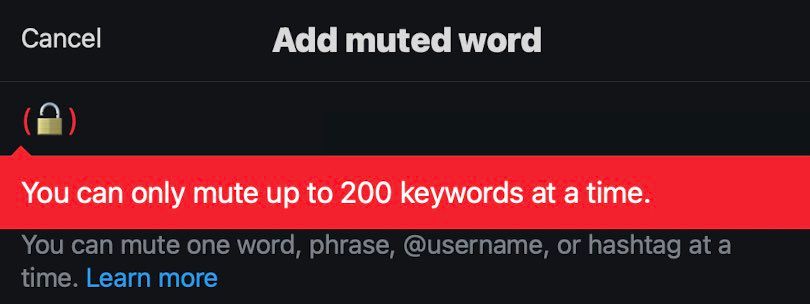 Cancel
Add muted word
(🔒)
You can only mute up to 200 keywords at a time.
You can mute one word, phrase, @username, or hashtag at a
time. Learn more